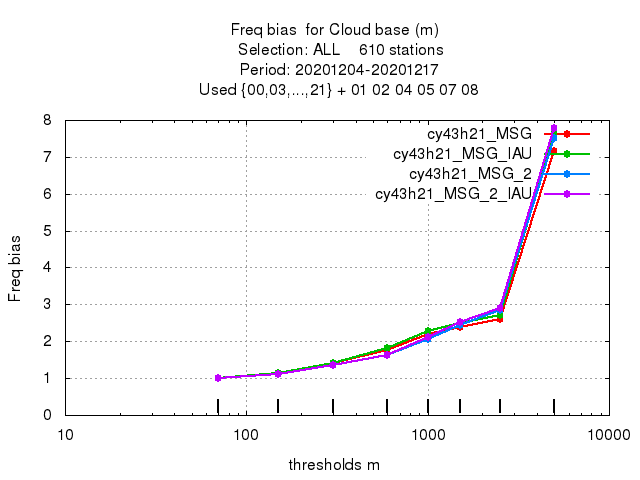 Freq bias  for Cloud base (m)
Selection: ALL    610 stations
Period: 20201204-20201217
Used {00,03,...,21} + 01 02 04 05 07 08
8
7
6
5
4
3
2
1
0
Freq bias
cy43h21_MSG
cy43h21_MSG_IAU
cy43h21_MSG_2
cy43h21_MSG_2_IAU
10
100
1000
10000
thresholds m